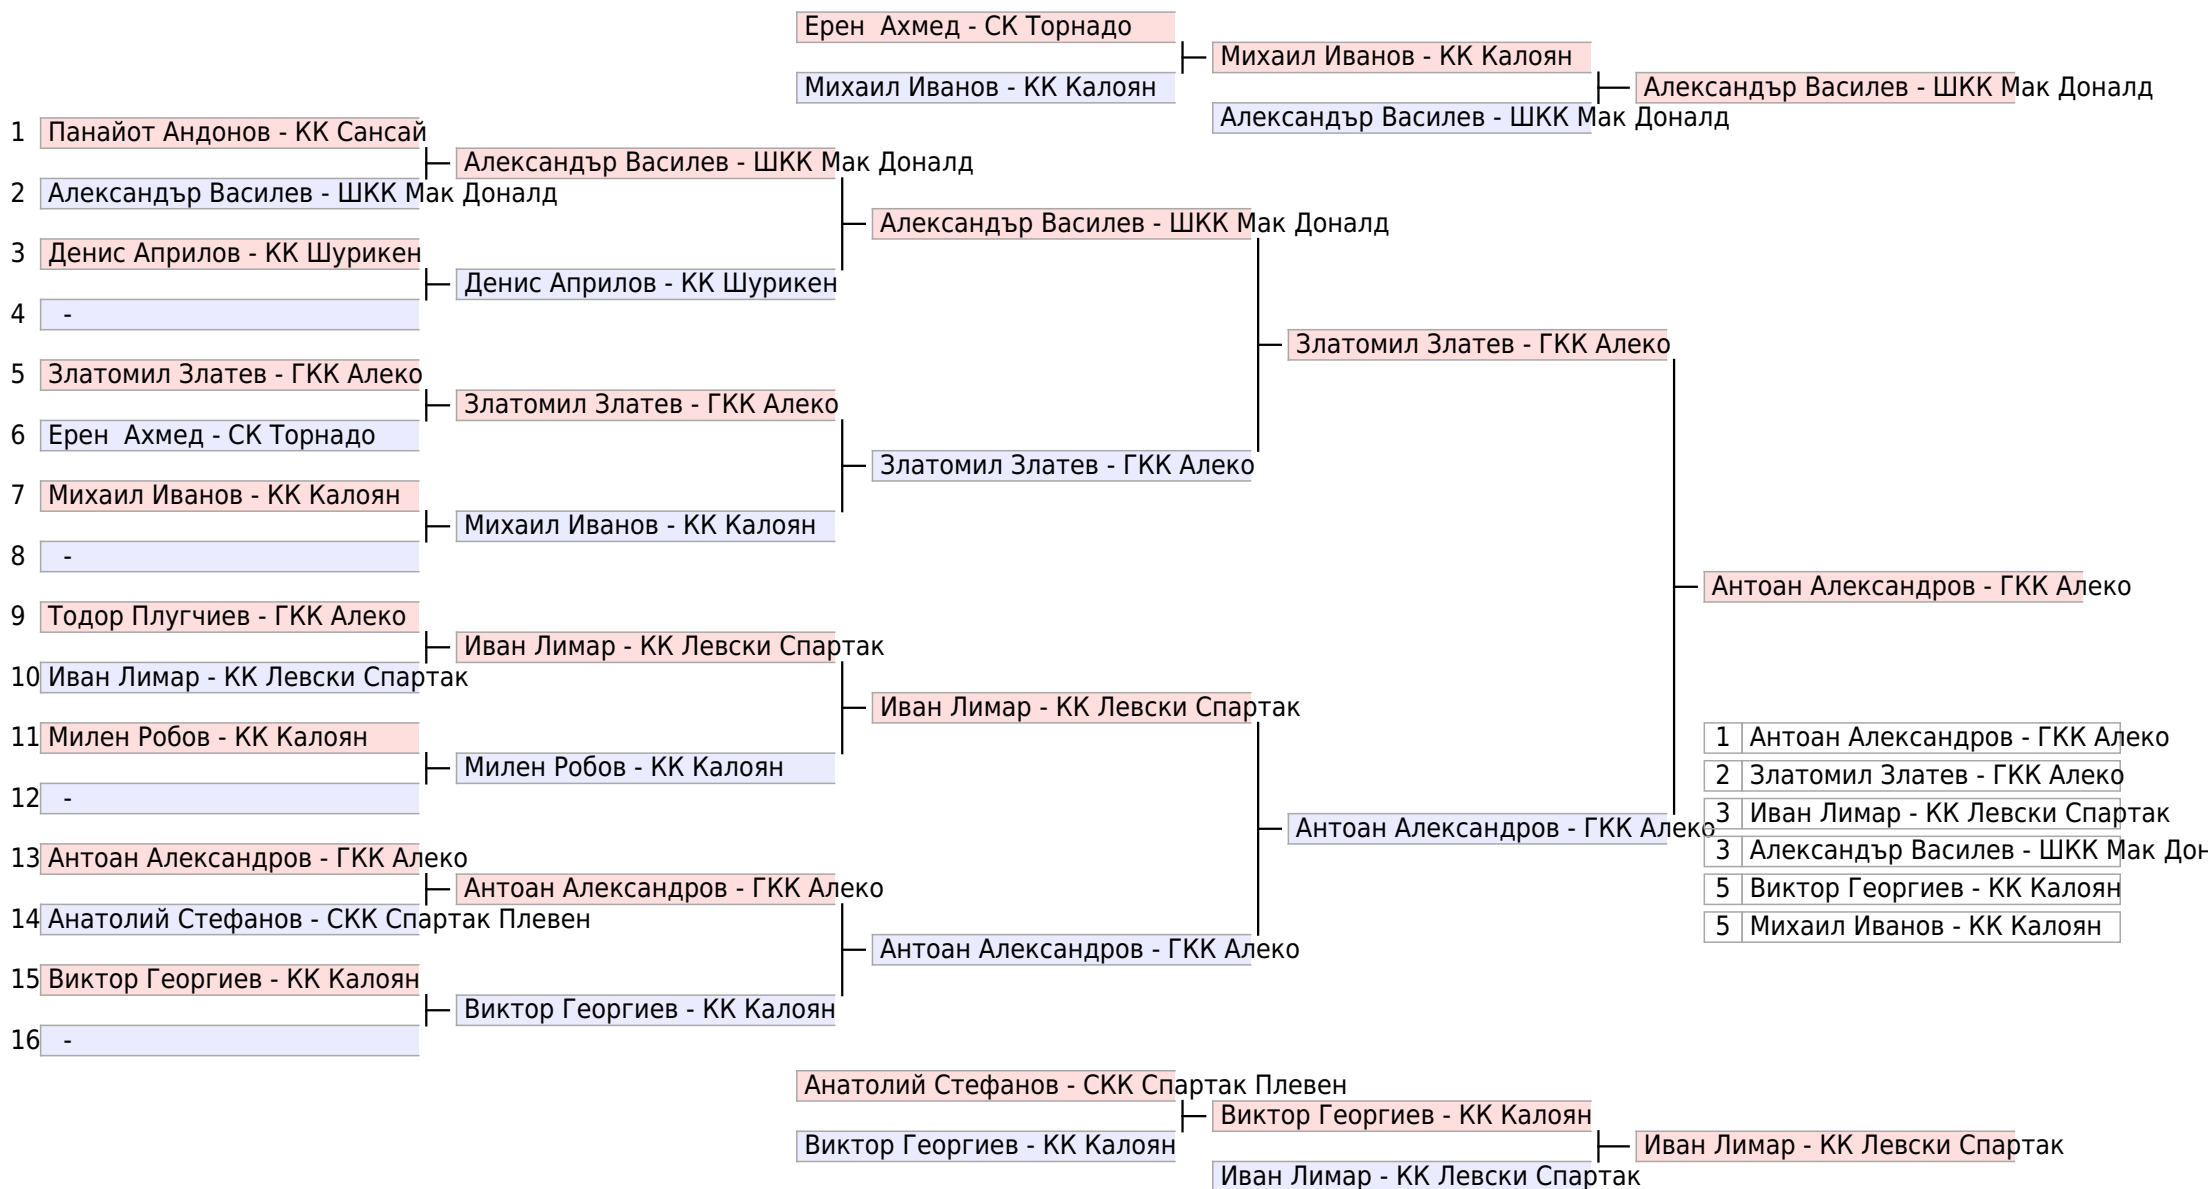 Ерен  Ахмед - СК Торнадо
Михаил Иванов - КК Калоян
Михаил Иванов - КК Калоян
Александър Василев - ШКК Мак Доналд
Александър Василев - ШКК Мак Доналд
1 Панайот Андонов - КК Сансай
2 Александър Василев - ШКК Мак Доналд
3 Денис Априлов - КК Шурикен
4 -
5 Златомил Златев - ГКК Алеко
6 Ерен  Ахмед - СК Торнадо
7 Михаил Иванов - КК Калоян
8 -
9 Тодор Плугчиев - ГКК Алеко
10 Иван Лимар - КК Левски Спартак
11 Милен Робов - КК Калоян
12 -
13 Антоан Александров - ГКК Алеко
14 Анатолий Стефанов - СКК Спартак Плевен
15 Виктор Георгиев - КК Калоян
16 -
Александър Василев - ШКК Мак Доналд
Денис Априлов - КК Шурикен
Златомил Златев - ГКК Алеко
Михаил Иванов - КК Калоян
Иван Лимар - КК Левски Спартак
Милен Робов - КК Калоян
Антоан Александров - ГКК Алеко
Виктор Георгиев - КК Калоян
Александър Василев - ШКК Мак Доналд
Златомил Златев - ГКК Алеко
Иван Лимар - КК Левски Спартак
Антоан Александров - ГКК Алеко
Златомил Златев - ГКК Алеко
Антоан Александров - ГКК Алеко
Антоан Александров - ГКК Алеко
1 Антоан Александров - ГКК Алеко
2 Златомил Златев - ГКК Алеко
3 Иван Лимар - КК Левски Спартак
3 Александър Василев - ШКК Мак Дон
5 Виктор Георгиев - КК Калоян
5 Михаил Иванов - КК Калоян
Анатолий Стефанов - СКК Спартак Плевен
Виктор Георгиев - КК Калоян
Виктор Георгиев - КК Калоян
Иван Лимар - КК Левски Спартак
Иван Лимар - КК Левски Спартак